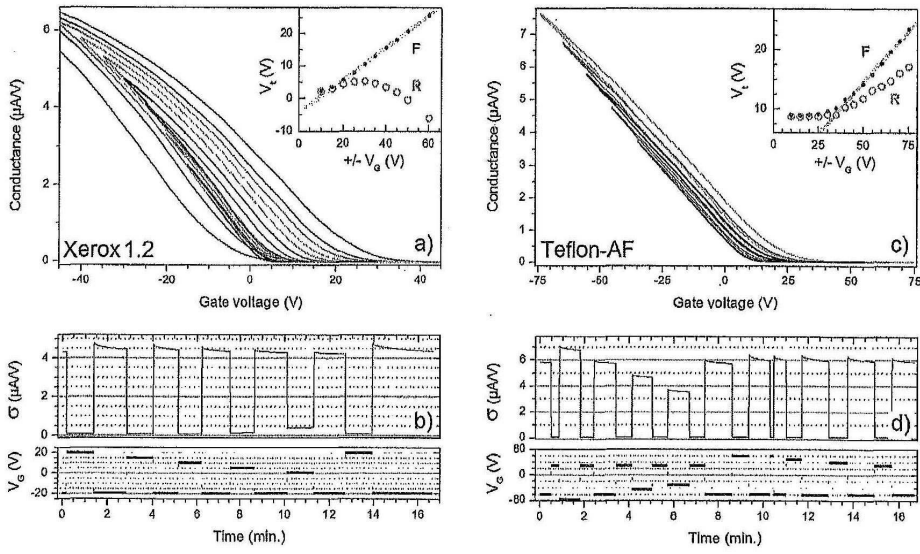 Conductance (µA/V)
6
4
2
0
-40
-20
0
20
40
Gate voltage (V)
Xerox 1.2
a)
V_t (V)
20
10
0
-10
0
20
40
60
+/- V_G (V)
F
R
Conductance (µA/V)
7
6
5
4
3
2
1
0
-75
-50
-25
0
25
50
75
Gate voltage (V)
Teflon-AF
c)
V_t (V)
20
10
0
25
50
75
+/- V_G (V)
F
R
σ (µA/V)
4
2
0
b)
V_G (V)
20
0
-20
0
2
4
6
8
10
12
14
16
Time (min.)
σ (µA/V)
8
6
4
2
0
d)
V_G (V)
0
-80
0
2
4
6
8
10
12
14
16
Time (min.)